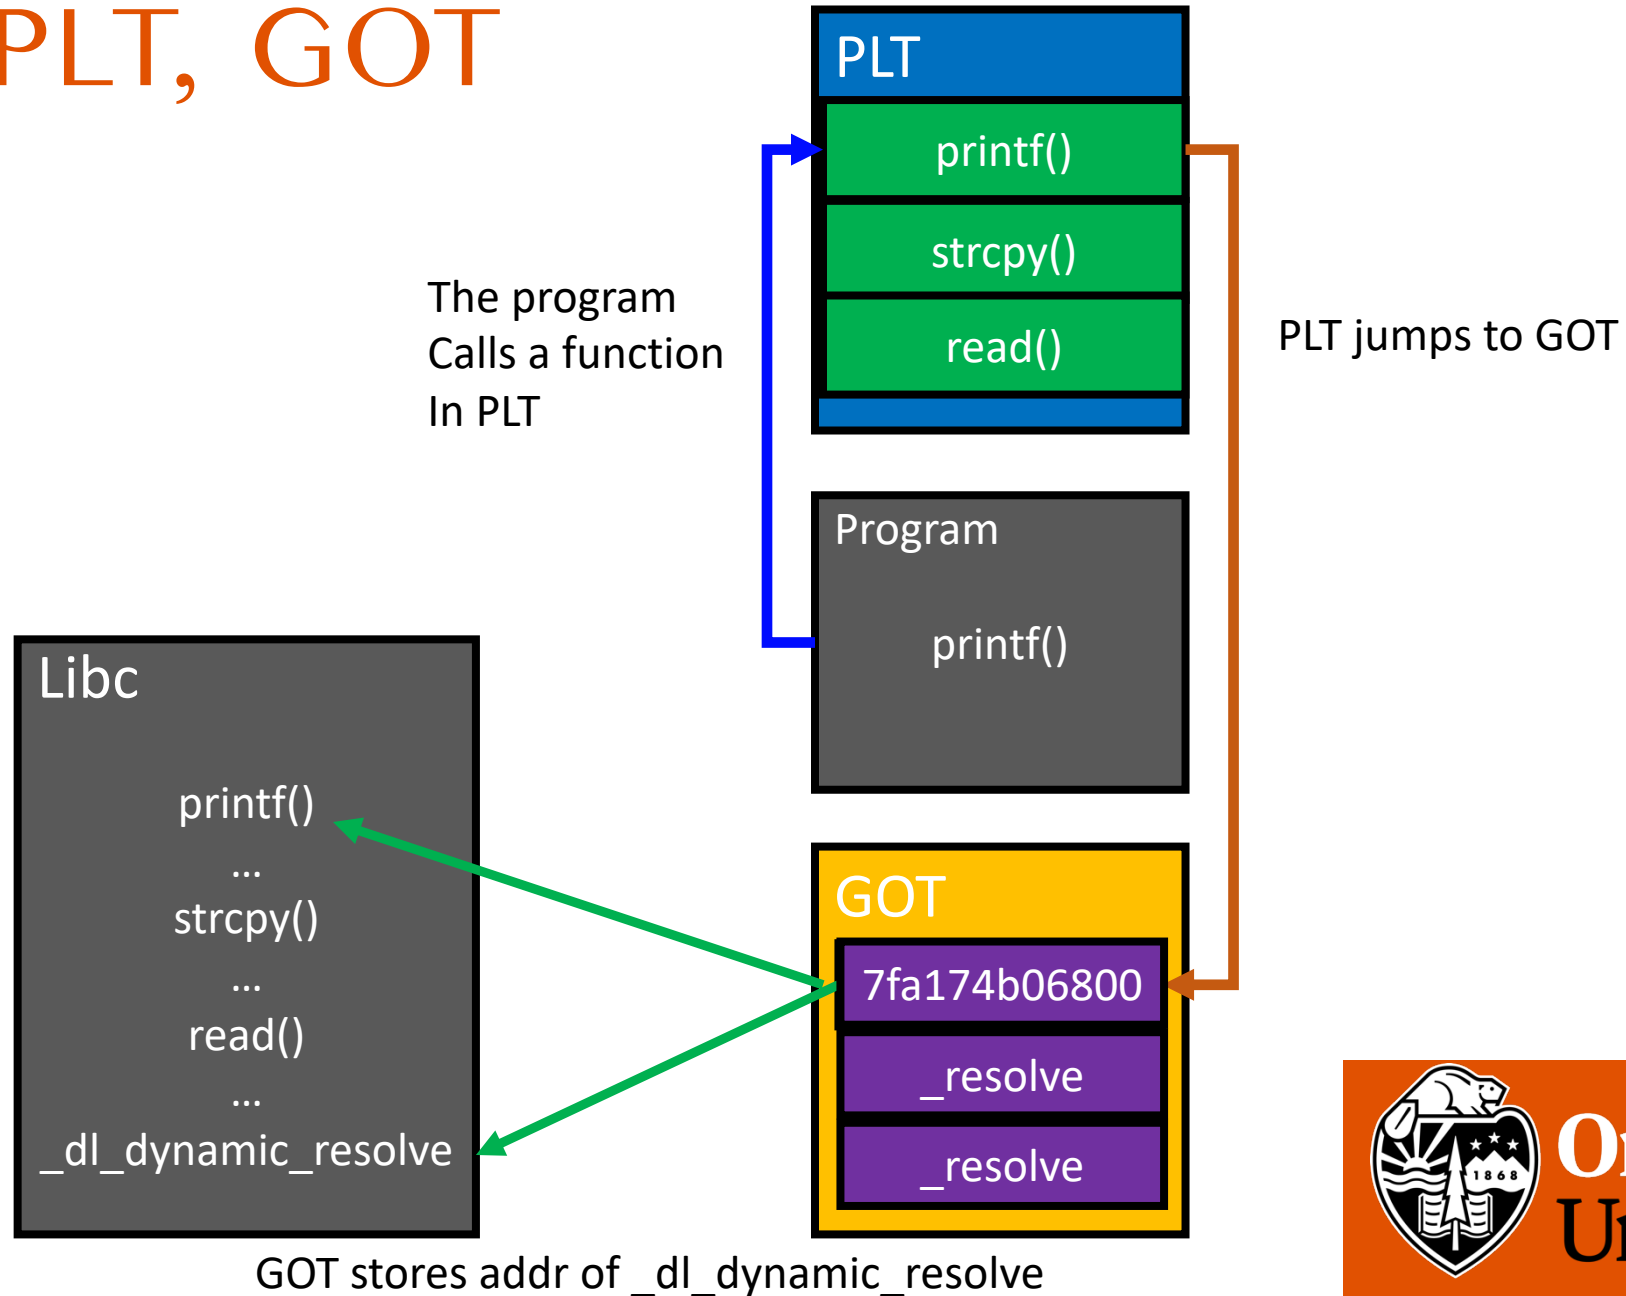 PLT, GOT
PLT
printf()
strcpy()
read()
The program
Calls a function
In PLT
PLT jumps to GOT
Program
printf()
Libc
printf()
...
strcpy()
...
read()
...
_dl_dynamic_resolve
GOT
7fa174b06800
_resolve
_resolve
GOT stores addr of _dl_dynamic_resolve
1868